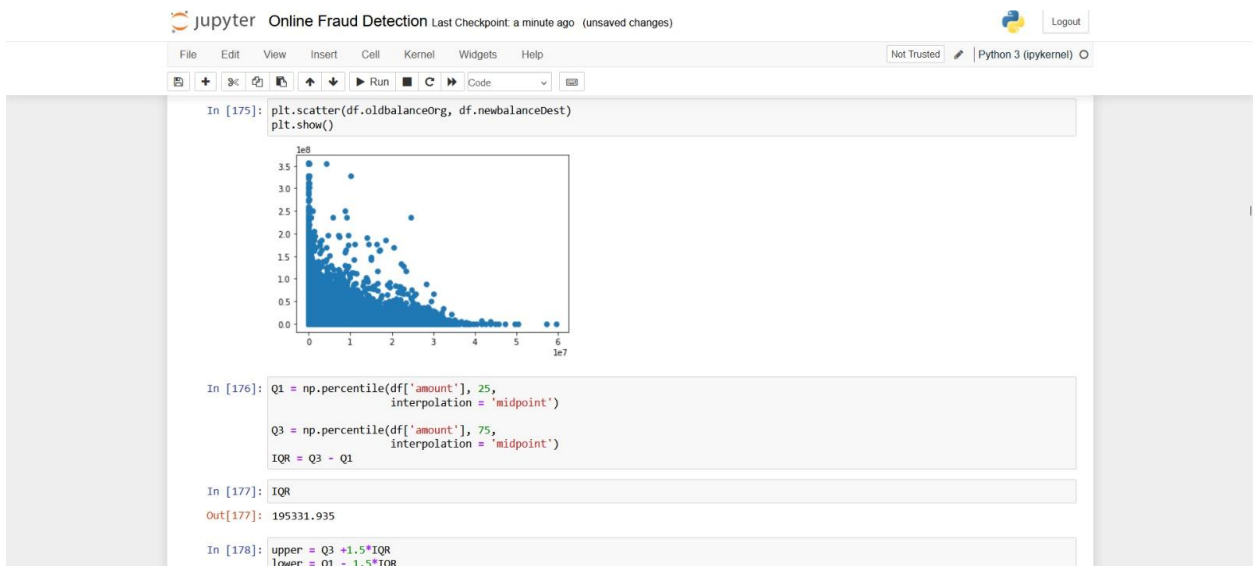 jupyter Online Fraud Detection Last Checkpoint: a minute ago (unsaved changes)
Logout
File Edit View Insert Cell Kernel Widgets Help
Not Trusted Python 3 (ipykernel)
Run Code
In [175]: plt.scatter(df.oldbalanceOrg, df.newbalanceDest)
plt.show()
1e8
3.5
3.0
2.5
2.0
1.5
1.0
0.5
0.0
0 1 2 3 4 5 6
1e7
In [176]: Q1 = np.percentile(df['amount'], 25,
interpolation = 'midpoint')
Q3 = np.percentile(df['amount'], 75,
interpolation = 'midpoint')
IQR = Q3 - Q1
In [177]: IQR
Out[177]: 195331.935
In [178]: upper = Q3 +1.5*IQR
lower = Q1 - 1.5*IQR